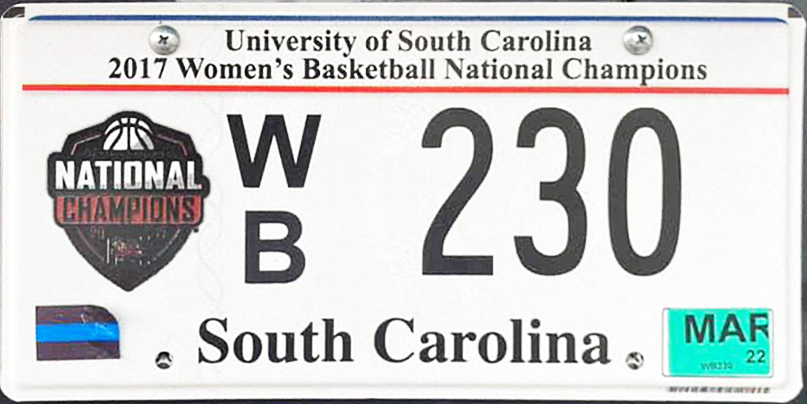 University of South Carolina
2017 Women's Basketball National Champions
NATIONAL
CHAMPIONS
W
B
230
South Carolina
MAR
22